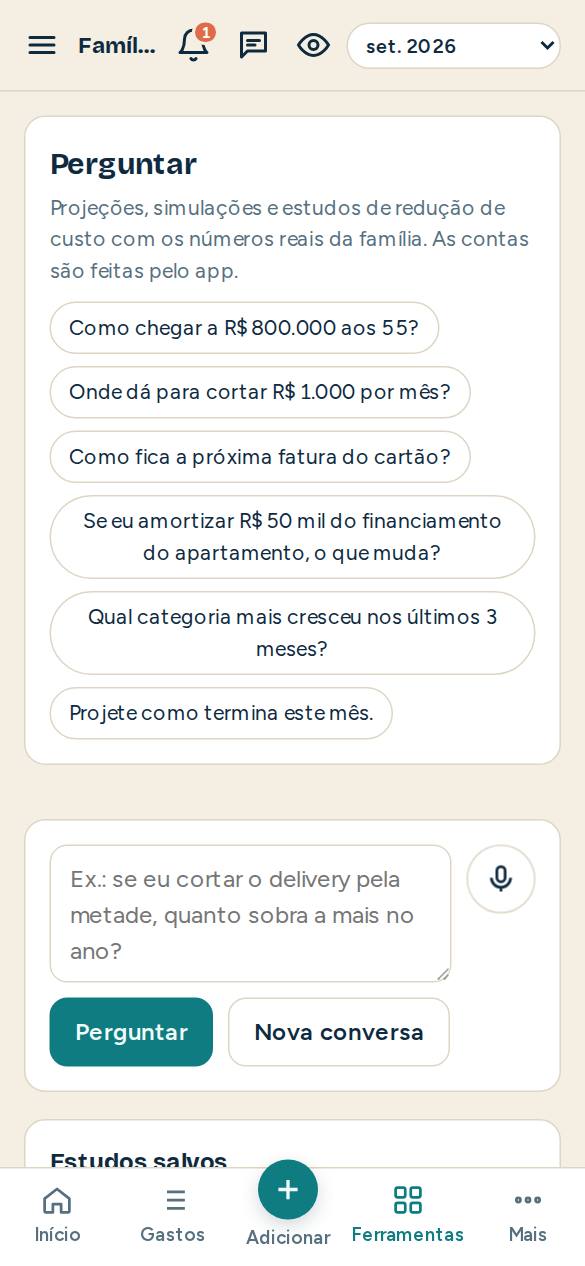 Famíl...
1
set. 2026
Perguntar
Projeções, simulações e estudos de redução de
custo com os números reais da família. As contas
são feitas pelo app.
Como chegar a R$ 800.000 aos 55?
Onde dá para cortar R$ 1.000 por mês?
Como fica a próxima fatura do cartão?
Se eu amortizar R$ 50 mil do financiamento
do apartamento, o que muda?
Qual categoria mais cresceu nos últimos 3
meses?
Projete como termina este mês.
Ex.: se eu cortar o delivery pela
metade, quanto sobra a mais no
ano?
Perguntar
Nova conversa
Estudos salvos
Início
Gastos
Adicionar
Ferramentas
Mais